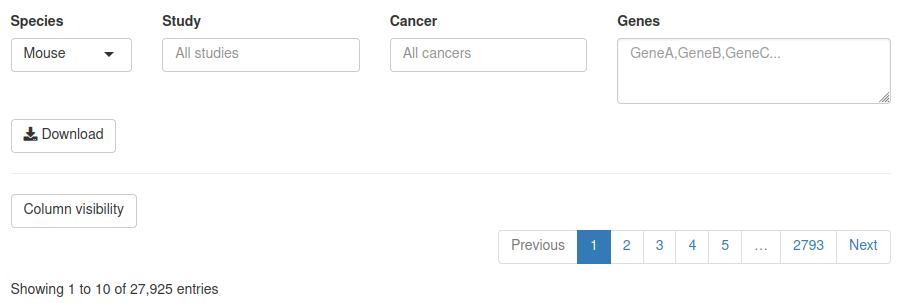 Species Study Cancer Genes
Mouse All studies All cancers GeneA,GeneB,GeneC...
Download
Column visibility
Previous 1 2 3 4 5 … 2793 Next
Showing 1 to 10 of 27,925 entries